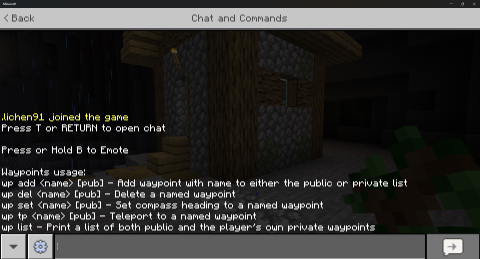 Minecraft
Back
Chat and Commands
.lichen91 joined the game
Press T or RETURN to open chat
Press or Hold B to Emote
Waypoints usage:
wp add <name> [pub] - Add waypoint with name to either the public or private list
wp del <name> [pub] - Delete a named waypoint
wp set <name> [pub] - Set compass heading to a named waypoint
wp tp <name> [pub] - Teleport to a named waypoint
wp list - Print a list of both public and the player's own private waypoints